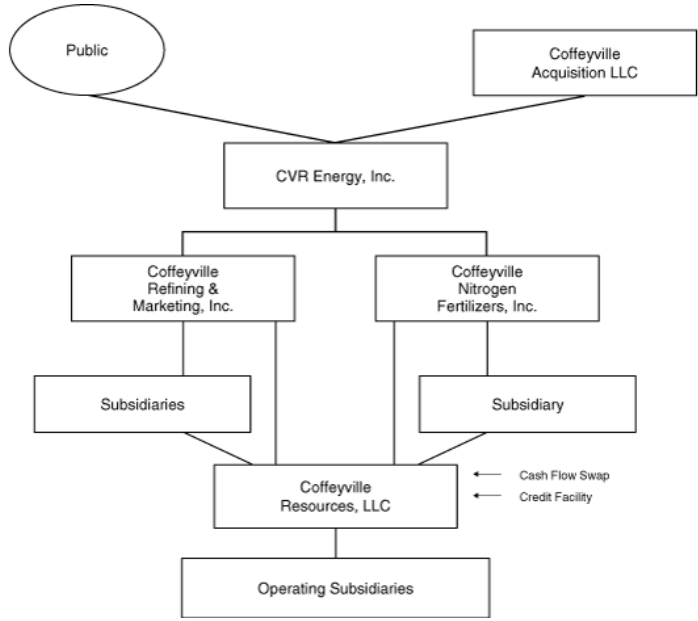 Public
Coffeyville
Acquisition LLC
CVR Energy, Inc.
Coffeyville
Refining &
Marketing, Inc.
Coffeyville
Nitrogen
Fertilizers, Inc.
Subsidiaries
Subsidiary
Coffeyville
Resources, LLC
Cash Flow Swap
Credit Facility
Operating Subsidiaries